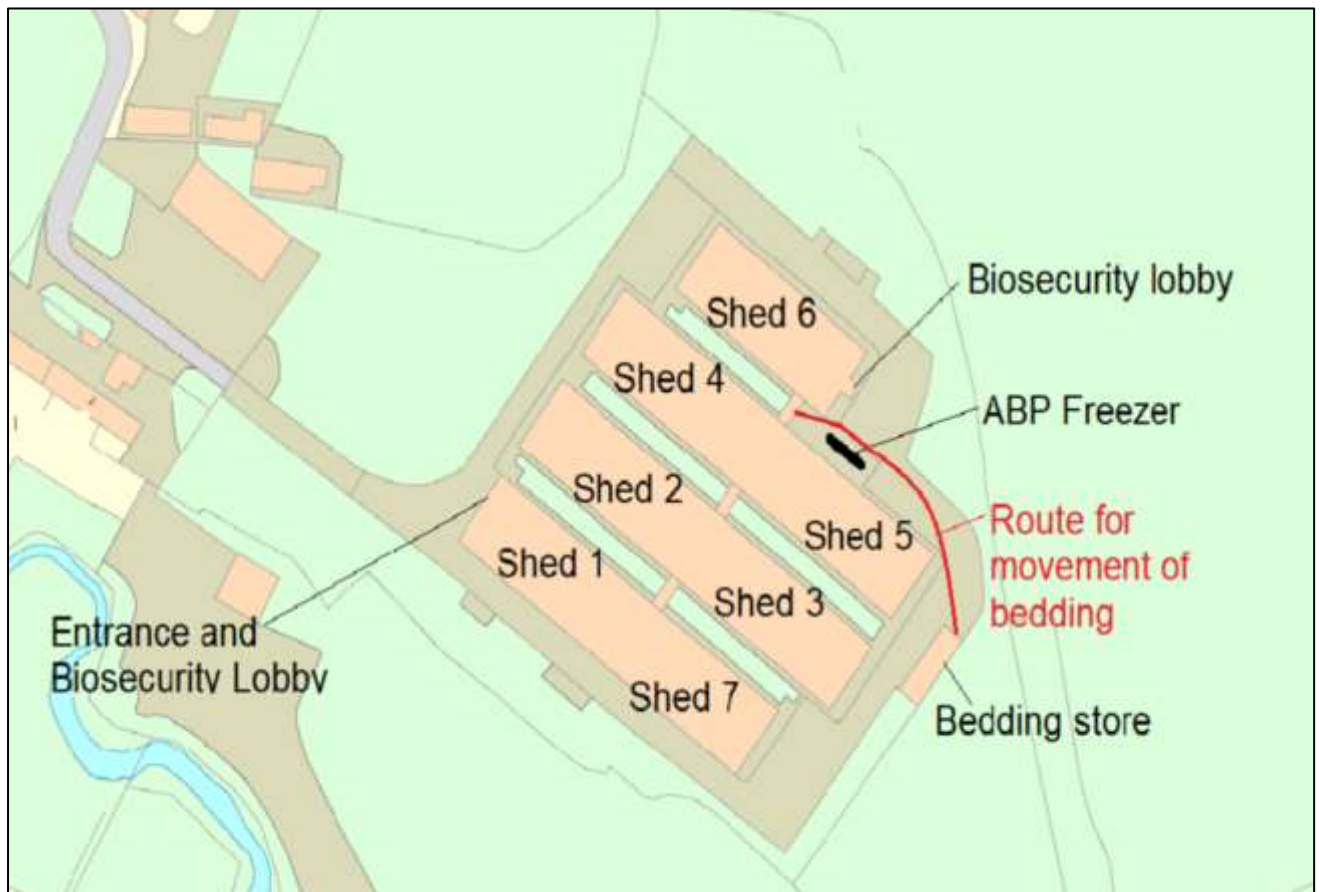 Biosecurity lobby
Shed 6
Shed 4
ABP Freezer
Shed 2
Shed 5
Route for
movement of
bedding
Shed 1
Shed 3
Entrance and
Biosecurity Lobby
Shed 7
Bedding store